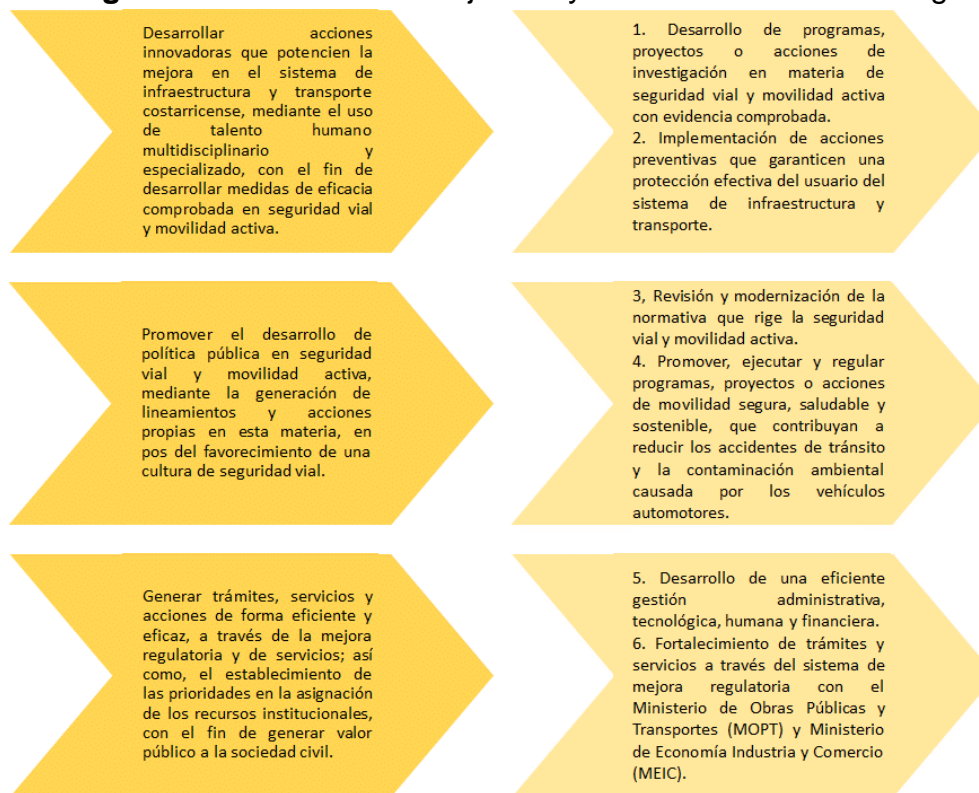 Desarrollar acciones
innovadoras que potencien la
mejora en el sistema de
infraestructura y transporte
costarricense, mediante el uso
de talento humano
multidisciplinario y
especializado, con el fin de
desarrollar medidas de eficacia
comprobada en seguridad vial
y movilidad activa.
1. Desarrollo de programas,
proyectos o acciones de
investigación en materia de
seguridad vial y movilidad activa
con evidencia comprobada.
2. Implementación de acciones
preventivas que garanticen una
protección efectiva del usuario del
sistema de infraestructura y
transporte.
Promover el desarrollo de
política pública en seguridad
vial y movilidad activa,
mediante la generación de
lineamientos y acciones
propias en esta materia, en
pos del favorecimiento de una
cultura de seguridad vial.
3, Revisión y modernización de la
normativa que rige la seguridad
vial y movilidad activa.
4. Promover, ejecutar y regular
programas, proyectos o acciones
de movilidad segura, saludable y
sostenible, que contribuyan a
reducir los accidentes de tránsito
y la contaminación ambiental
causada por los vehículos
automotores.
Generar trámites, servicios y
acciones de forma eficiente y
eficaz, a través de la mejora
regulatoria y de servicios; así
como, el establecimiento de
las prioridades en la asignación
de los recursos institucionales,
con el fin de generar valor
público a la sociedad civil.
5. Desarrollo de una eficiente
gestión administrativa,
tecnológica, humana y financiera.
6. Fortalecimiento de trámites y
servicios a través del sistema de
mejora regulatoria con el
Ministerio de Obras Públicas y
Transportes (MOPT) y Ministerio
de Economía Industria y Comercio
(MEIC).